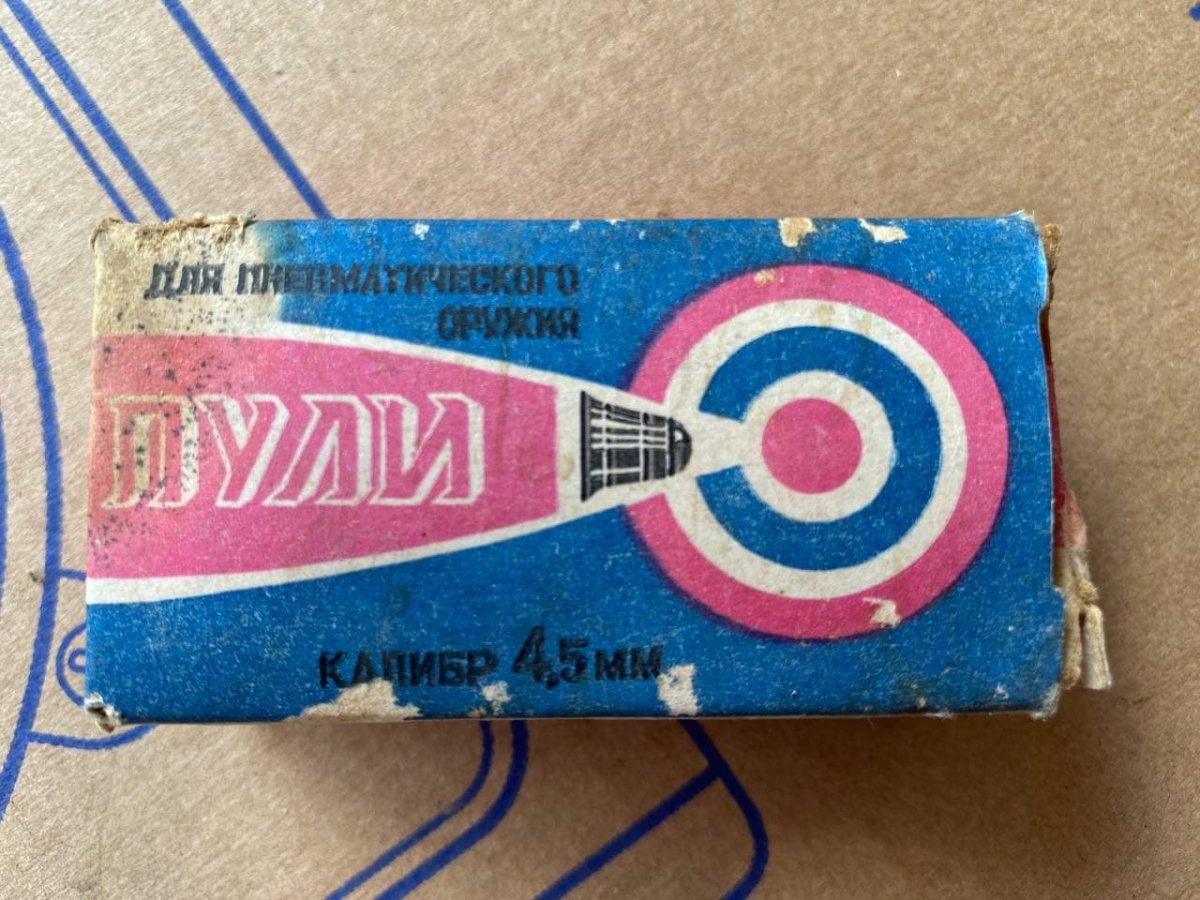 ДЛЯ ПНЕВМАТИЧЕСКОГО
ОРУЖИЯ
ПУЛИ
КАЛИБР 4,5 ММ